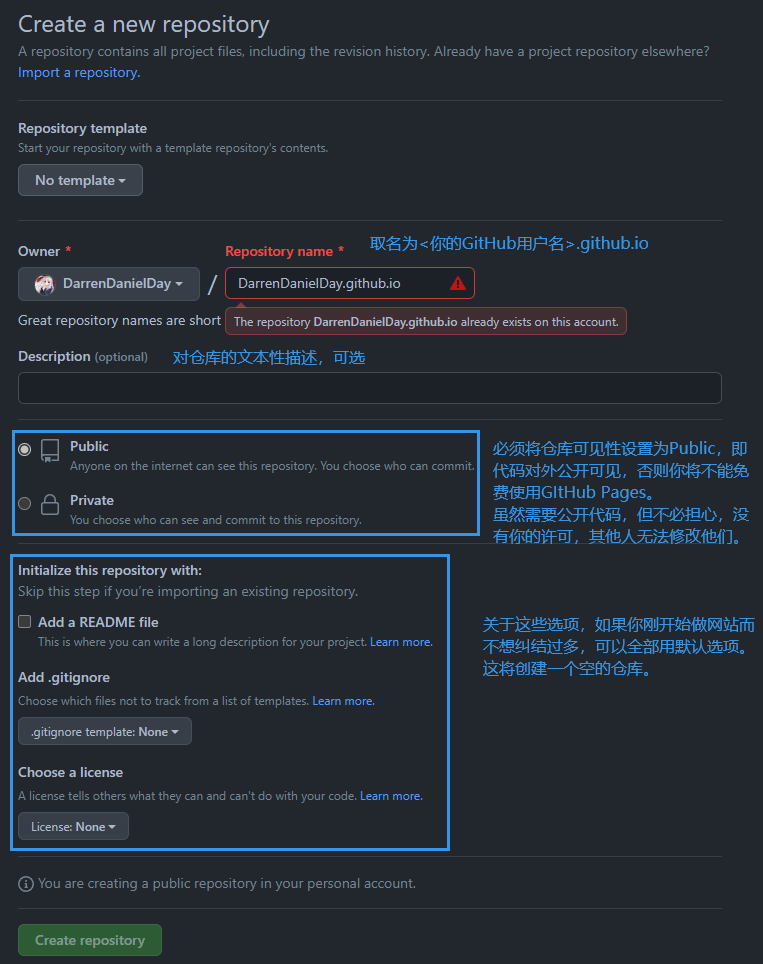 Create a new repository
A repository contains all project files, including the revision history. Already have a project repository elsewhere?
Import a repository.
Repository template
Start your repository with a template repository's contents.
No template
Owner *
Repository name *
取名为<你的GitHub用户名>.github.io
DarrenDanielDay
/
DarrenDanielDay.github.io
Great repository names are short
The repository DarrenDanielDay.github.io already exists on this account.
Description (optional)
对仓库的文本性描述，可选
Public
Anyone on the internet can see this repository. You choose who can commit.
Private
You choose who can see and commit to this repository.
必须将仓库可见性设置为Public，即
代码对外公开可见，否则你将不能免
费使用GItHub Pages。
虽然需要公开代码，但不必担心，没
有你的许可，其他人无法修改他们。
Initialize this repository with:
Skip this step if you're importing an existing repository.
Add a README file
This is where you can write a long description for your project. Learn more.
Add .gitignore
Choose which files not to track from a list of templates. Learn more.
.gitignore template: None
Choose a license
A license tells others what they can and can't do with your code. Learn more.
License: None
关于这些选项，如果你刚开始做网站而
不想纠结过多，可以全部用默认选项。
这将创建一个空的仓库。
You are creating a public repository in your personal account.
Create repository